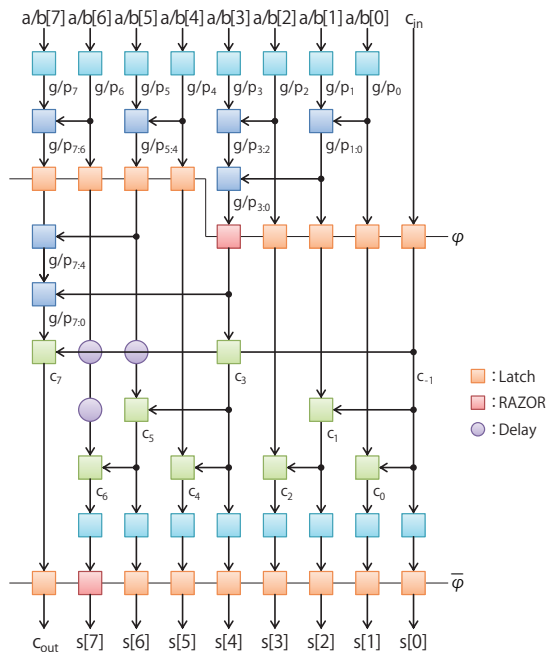 a/b[7] a/b[6] a/b[5] a/b[4] a/b[3] a/b[2] a/b[1] a/b[0] c_in
g/p_7 g/p_6 g/p_5 g/p_4 g/p_3 g/p_2 g/p_1 g/p_0
g/p_7:6 g/p_5:4 g/p_3:2 g/p_1:0
g/p_3:0
φ
g/p_7:4
g/p_7:0
c_7 c_3 c_-1
: Latch
: RAZOR
: Delay
c_5 c_1
c_6 c_4 c_2 c_0
φ̅
c_out s[7] s[6] s[5] s[4] s[3] s[2] s[1] s[0]